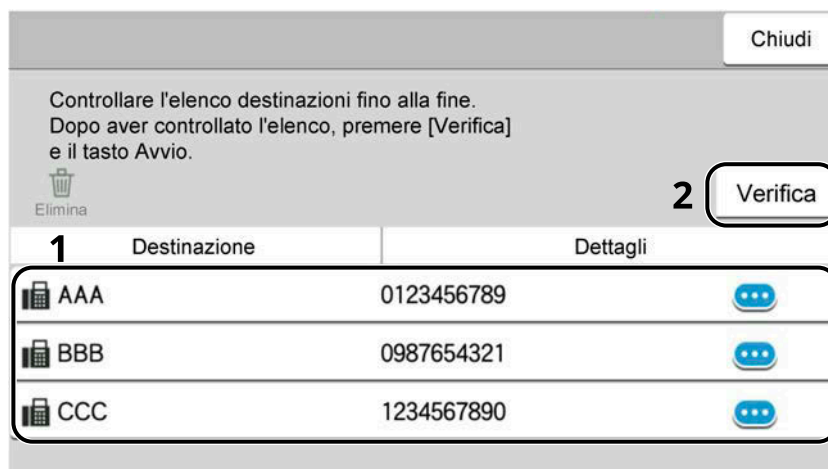 Chiudi
Controllare l'elenco destinazioni fino alla fine.
Dopo aver controllato l'elenco, premere [Verifica]
e il tasto Avvio.
Elimina
2 Verifica
1 Destinazione Dettagli
AAA 0123456789
BBB 0987654321
CCC 1234567890